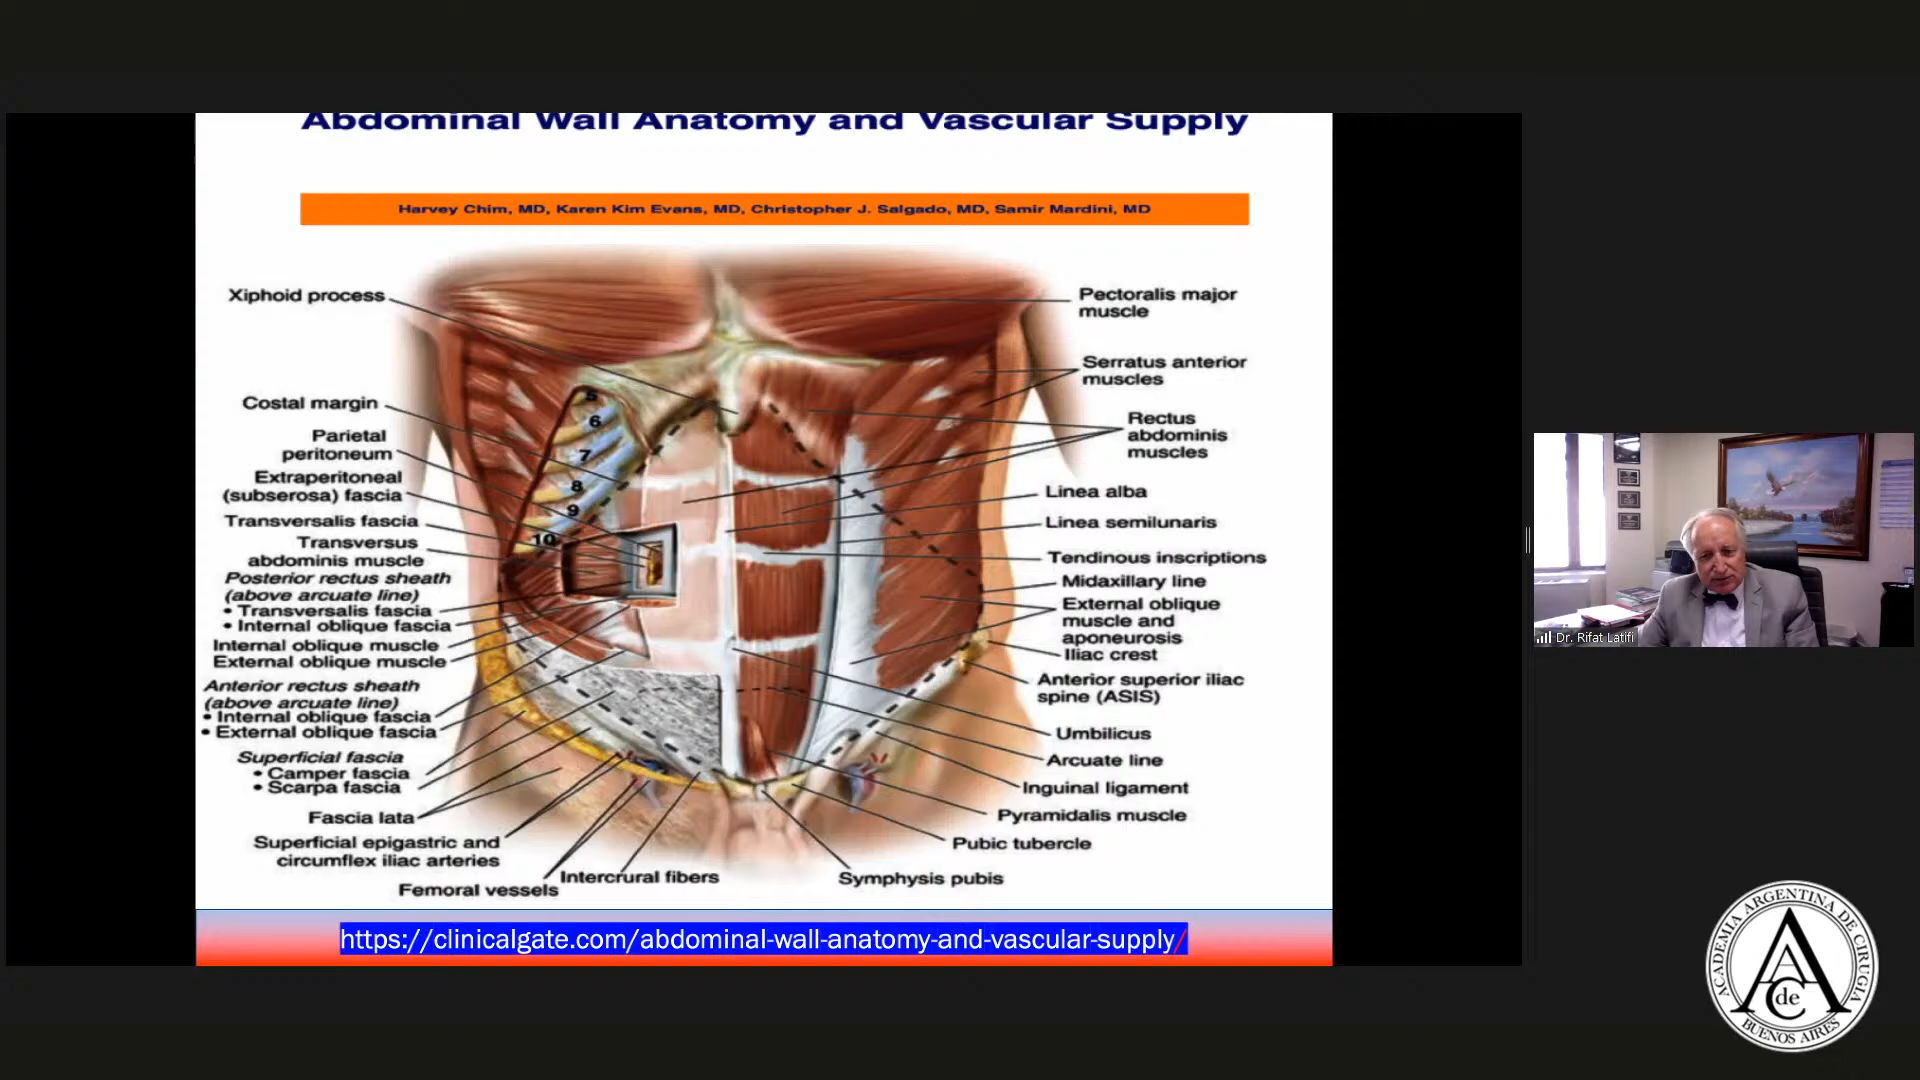 Abdominal Wall Anatomy and Vascular Supply
Harvey Chim, MD, Karen Kim Evans, MD, Christopher J. Salgado, MD, Samir Mardini, MD
Xiphoid process
Costal margin
Parietal
peritoneum
Extraperitoneal
(subserosa) fascia
Transversalis fascia
Transversus
abdominis muscle
Posterior rectus sheath
(above arcuate line)
• Transversalis fascia
• Internal oblique fascia
Internal oblique muscle
External oblique muscle
Anterior rectus sheath
(above arcuate line)
• Internal oblique fascia
• External oblique fascia
Superficial fascia
• Camper fascia
• Scarpa fascia
Fascia lata
Superficial epigastric and
circumflex iliac arteries
Femoral vessels
Intercrural fibers
5
6
7
8
9
10
Pectoralis major
muscle
Serratus anterior
muscles
Rectus
abdominis
muscles
Linea alba
Linea semilunaris
Tendinous inscriptions
Midaxillary line
External oblique
muscle and
aponeurosis
Iliac crest
Anterior superior iliac
spine (ASIS)
Umbilicus
Arcuate line
Inguinal ligament
Pyramidalis muscle
Pubic tubercle
Symphysis pubis
https://clinicalgate.com/abdominal-wall-anatomy-and-vascular-supply/
Dr. Rifat Latifi
ACADEMIA ARGENTINA DE CIRUGIA
A A de C
BUENOS AIRES